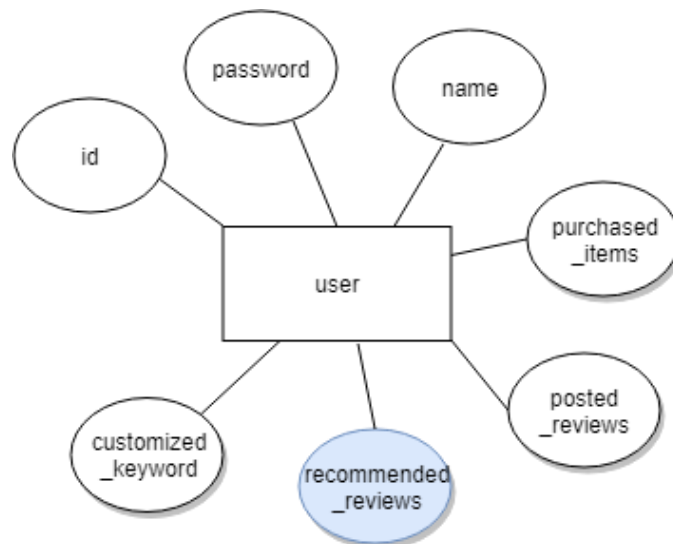 password
name
id
purchased
_items
user
posted
_reviews
customized
_keyword
recommended
_reviews